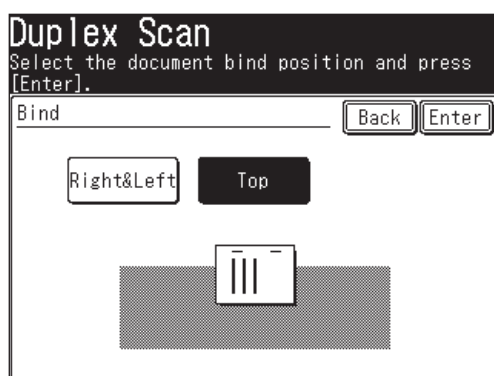 Duplex Scan
Select the document bind position and press
[Enter].
Bind
Back Enter
Right&Left Top